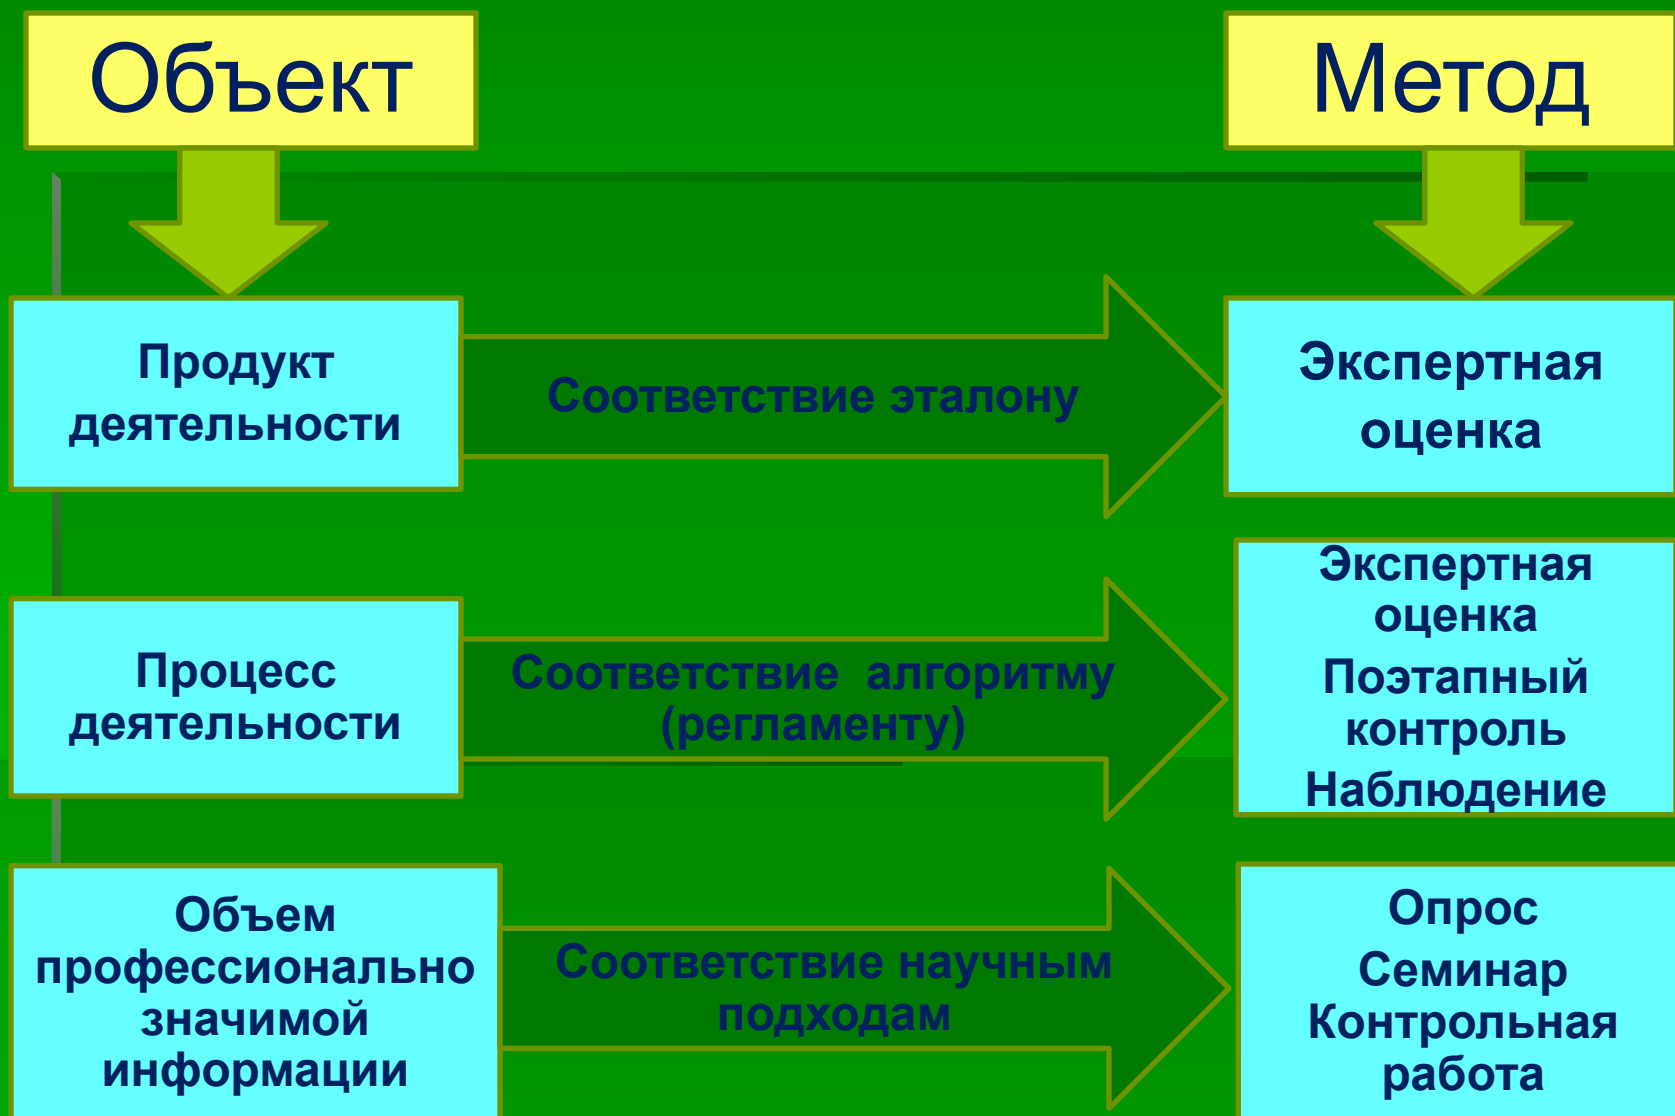 Объект
Метод
Продукт
деятельности
Соответствие эталону
Экспертная
оценка
Процесс
деятельности
Соответствие алгоритму
(регламенту)
Экспертная
оценка
Поэтапный
контроль
Наблюдение
Объем
профессионально
значимой
информации
Соответствие научным
подходам
Опрос
Семинар
Контрольная
работа